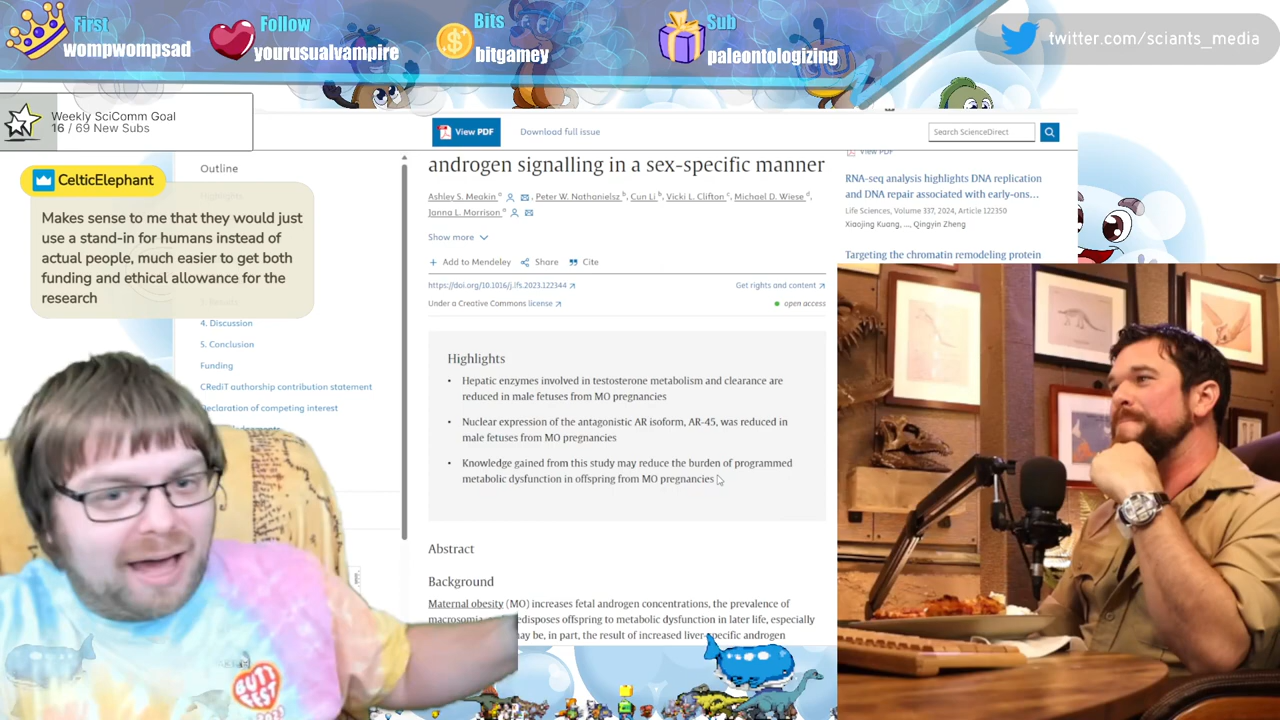 First
wompwompsad
Follow
yourusualvampire
Bits
bitgamey
Sub
paleontologizing
twitter.com/sciants_media
Weekly SciComm Goal
16 / 69 New Subs
CelticElephant
Makes sense to me that they would just
use a stand-in for humans instead of
actual people, much easier to get both
funding and ethical allowance for the
research
Outline
4. Discussion
5. Conclusion
Funding
CRediT authorship contribution statement
Declaration of competing interest
View PDF
Download full issue
Search ScienceDirect
androgen signalling in a sex-specific manner
Ashley S. Meakin a, Peter W. Nathanielsz b, Cun Li b, Vicki L. Clifton c, Michael D. Wiese d,
Janna L. Morrison a
Show more
+ Add to Mendeley Share Cite
https://doi.org/10.1016/j.lfs.2023.122344 Get rights and content
Under a Creative Commons license open access
Highlights
• Hepatic enzymes involved in testosterone metabolism and clearance are
reduced in male fetuses from MO pregnancies
• Nuclear expression of the antagonistic AR isoform, AR-45, was reduced in
male fetuses from MO pregnancies
• Knowledge gained from this study may reduce the burden of programmed
metabolic dysfunction in offspring from MO pregnancies
Abstract
Background
Maternal obesity (MO) increases fetal androgen concentrations, the prevalence of
edisposes offspring to metabolic dysfunction in later life, especially
be, in part, the result of increased liver-specific androgen
View PDF
RNA-seq analysis highlights DNA replication
and DNA repair associated with early-ons…
Life Sciences, Volume 337, 2024, Article 122350
Xiaojing Kuang, …, Qingyin Zheng
Targeting the chromatin remodeling protein
BUTT
FEST